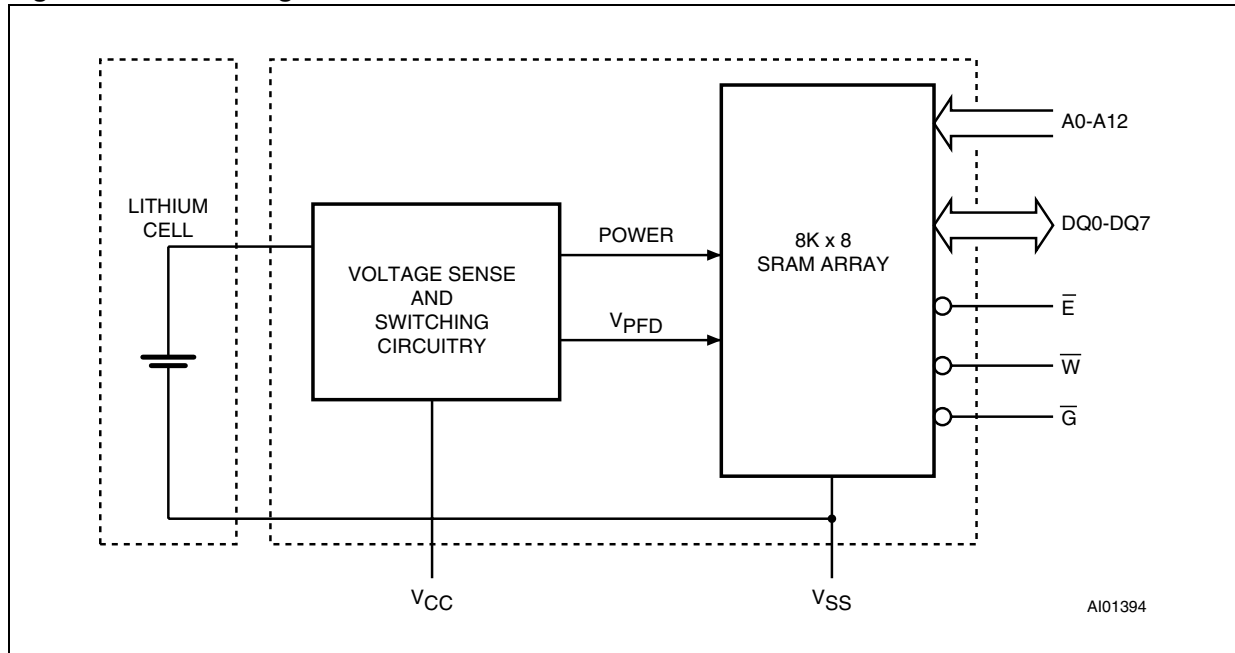 LITHIUM
CELL
VOLTAGE SENSE
AND
SWITCHING
CIRCUITRY
POWER
VPFD
8K x 8
SRAM ARRAY
A0-A12
DQ0-DQ7
E̅
W̅
G̅
VCC
VSS
AI01394